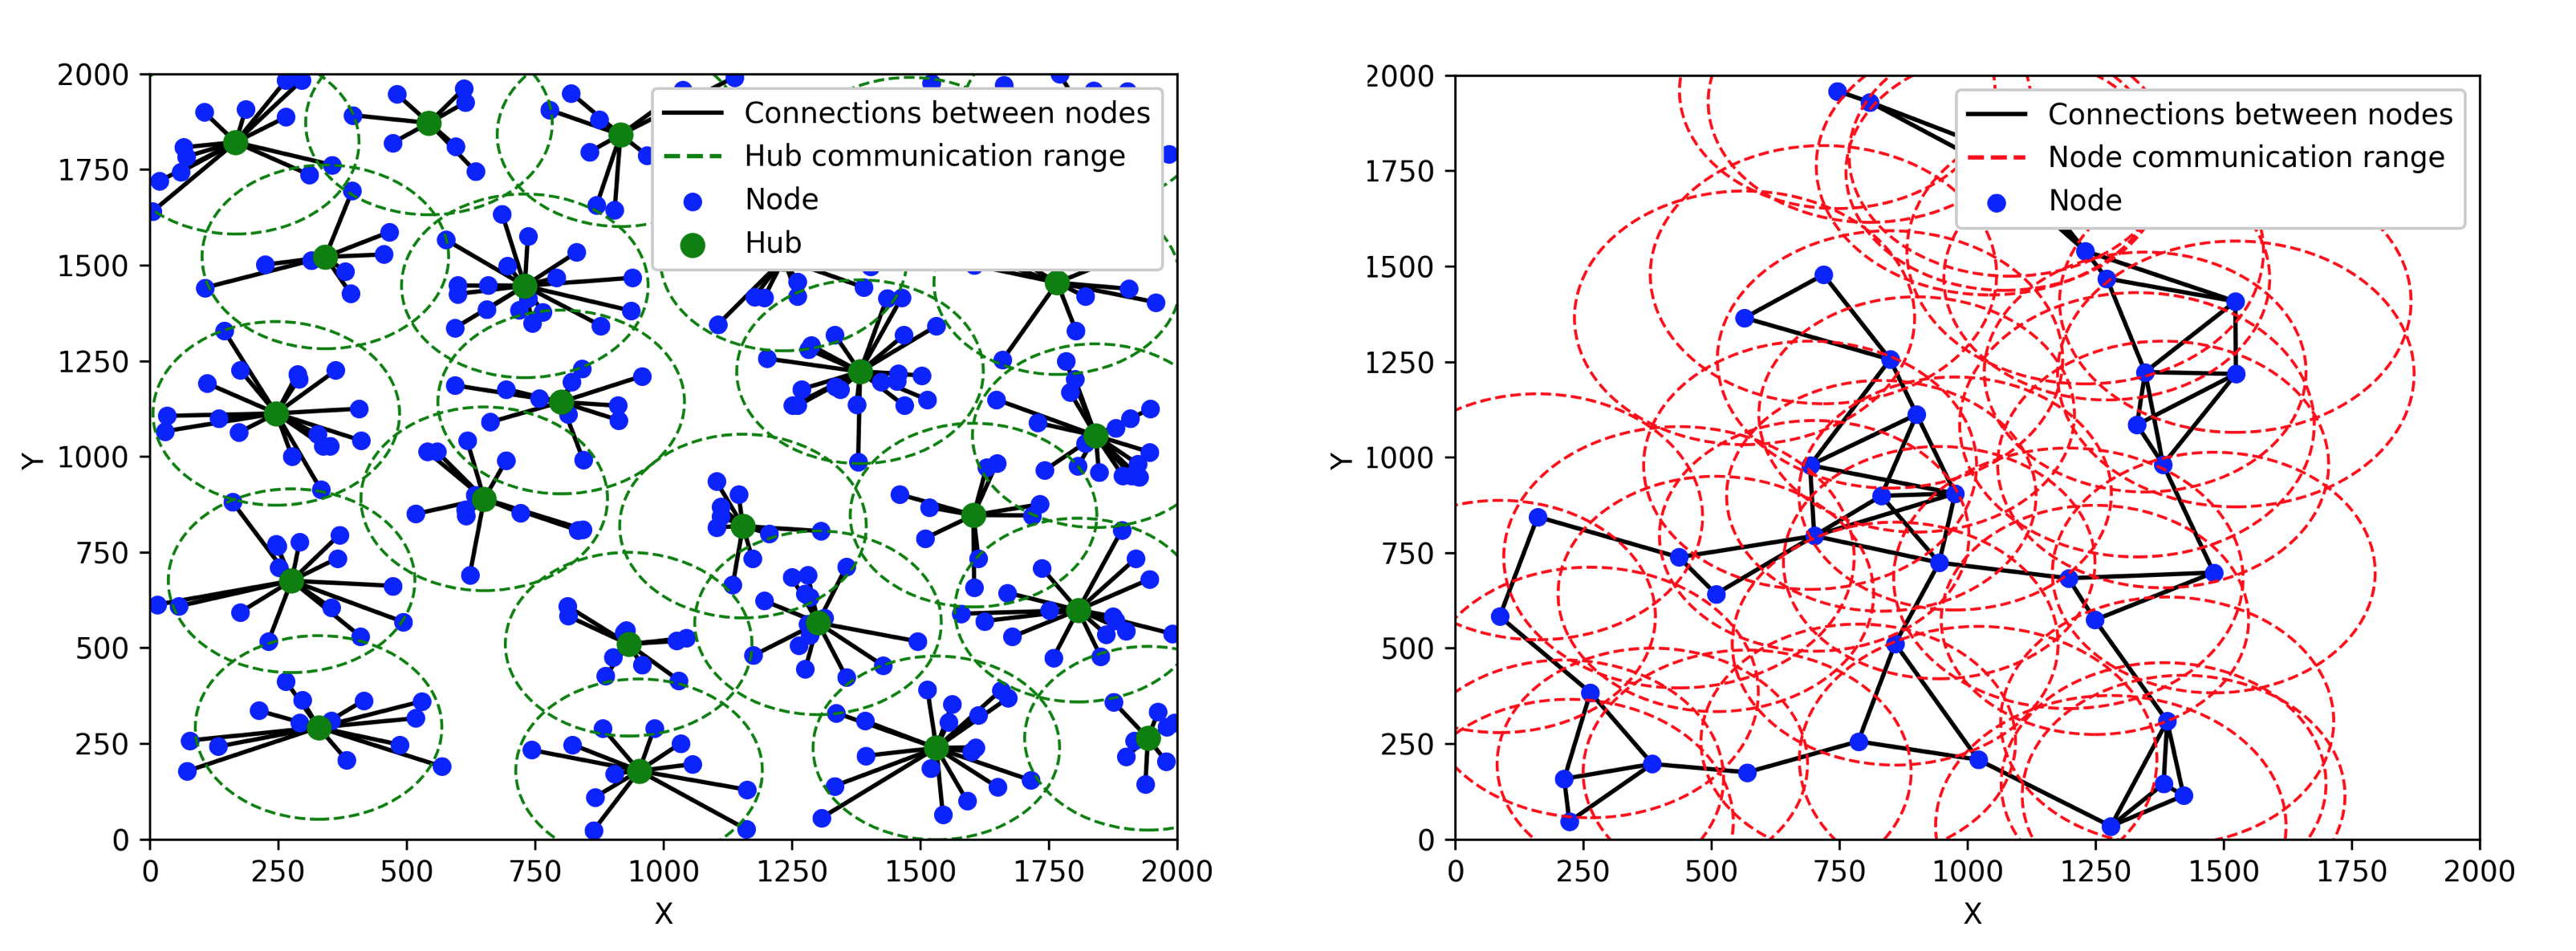 2000
1750
1500
1250
1000
750
500
250
0
Y
0 250 500 750 1000 1250 1500 1750 2000
X
Connections between nodes
Hub communication range
Node
Hub
2000
1750
1500
1250
1000
750
500
250
0
Y
0 250 500 750 1000 1250 1500 1750 2000
X
Connections between nodes
Node communication range
Node